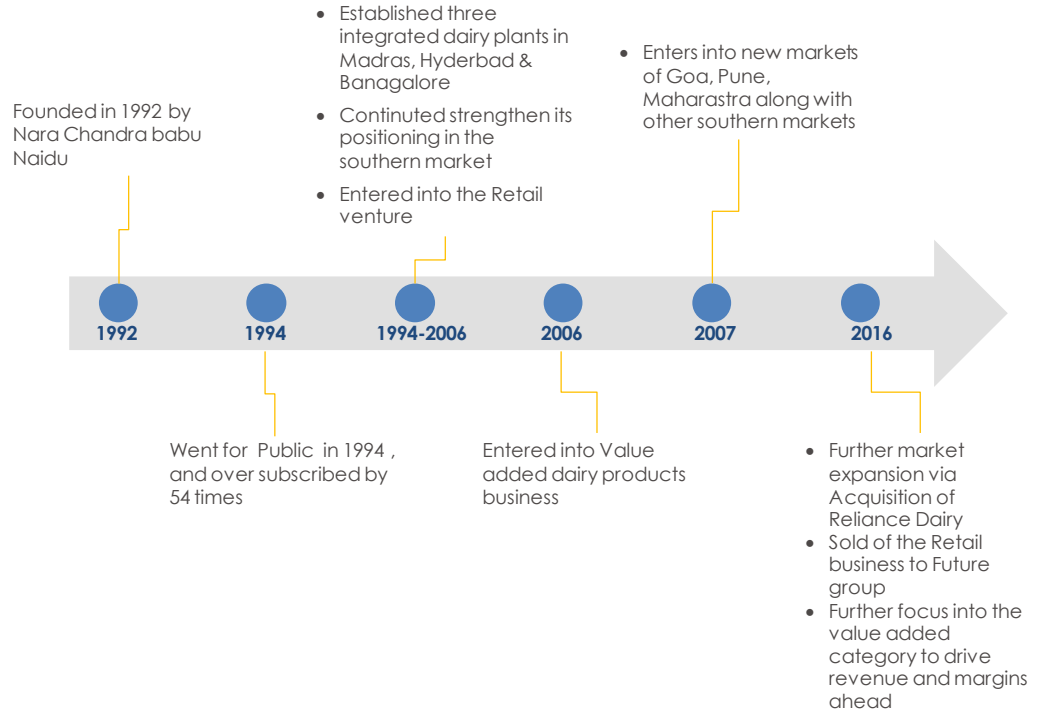 Founded in 1992 by
Nara Chandra babu
Naidu
• Established three
integrated dairy plants in
Madras, Hyderbad &
Banagalore
• Continuted strengthen its
positioning in the
southern market
• Entered into the Retail
venture
• Enters into new markets
of Goa, Pune,
Maharastra along with
other southern markets
1992
1994
1994-2006
2006
2007
2016
Went for Public in 1994 ,
and over subscribed by
54 times
Entered into Value
added dairy products
business
• Further market
expansion via
Acquisition of
Reliance Dairy
• Sold of the Retail
business to Future
group
• Further focus into the
value added
category to drive
revenue and margins
ahead